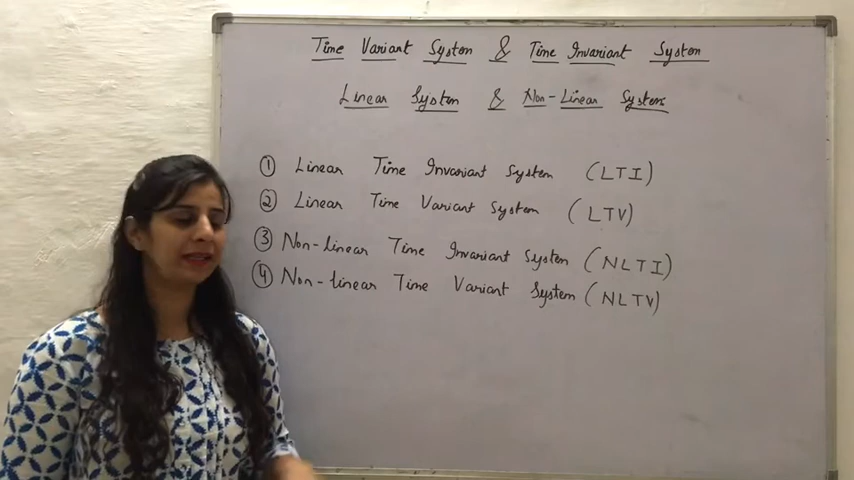 Time Variant System & Time Invariant System
Linear System & Non-Linear System
① Linear Time Invariant System (LTI)
② Linear Time Variant System (LTV)
③ Non-linear Time Invariant System (NLTI)
④ Non-linear Time Variant System (NLTV)